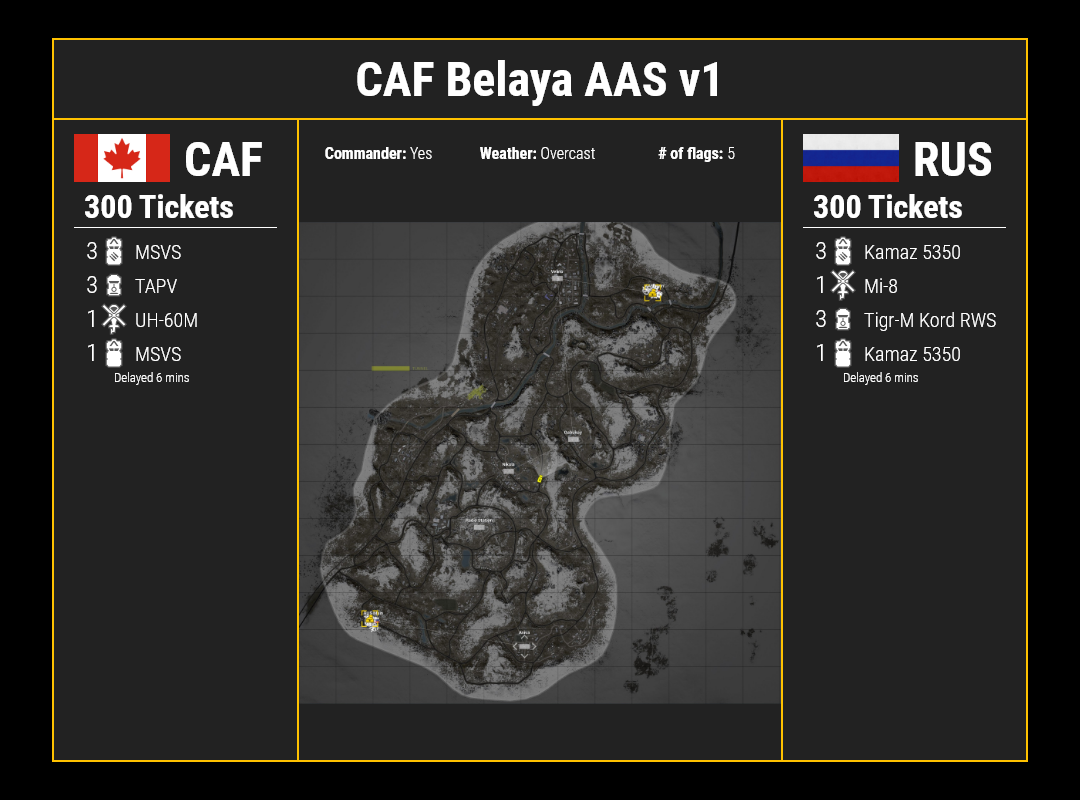 CAF Belaya AAS v1
CAF
300 Tickets
3 MSVS
3 TAPV
1 UH-60M
1 MSVS
Delayed 6 mins
Commander: Yes
Weather: Overcast
# of flags: 5
Radio Station
RUS
300 Tickets
3 Kamaz 5350
1 Mi-8
3 Tigr-M Kord RWS
1 Kamaz 5350
Delayed 6 mins